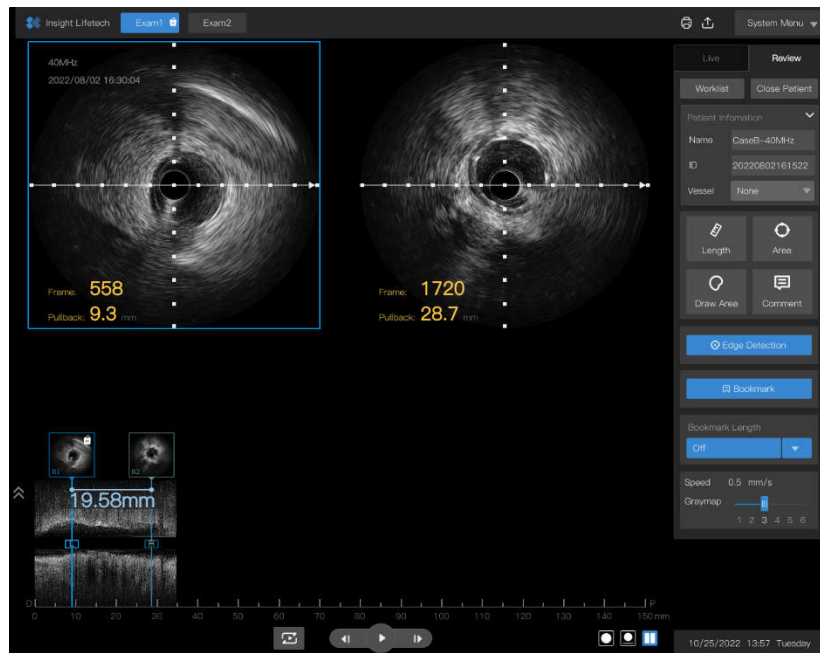 Insight Lifetech
Exam1
Exam2
System Menu
40MHz
2022/08/02 16:30:04
Frame: 558
Pullback: 9.3 mm
Frame: 1720
Pullback: 28.7 mm
Live
Review
Worklist
Close Patient
Patient Infomation
Name CaseB-40MHz
ID 20220802161522
Vessel None
Length
Area
Draw Area
Comment
Edge Detection
Bookmark
Bookmark Length
Off
Speed 0.5 mm/s
Graymap
1 2 3 4 5 6
B1
B2
19.58mm
L
D
P
0 10 20 30 40 50 60 70 80 90 100 110 120 130 140 150 mm
10/25/2022 13:57 Tuesday